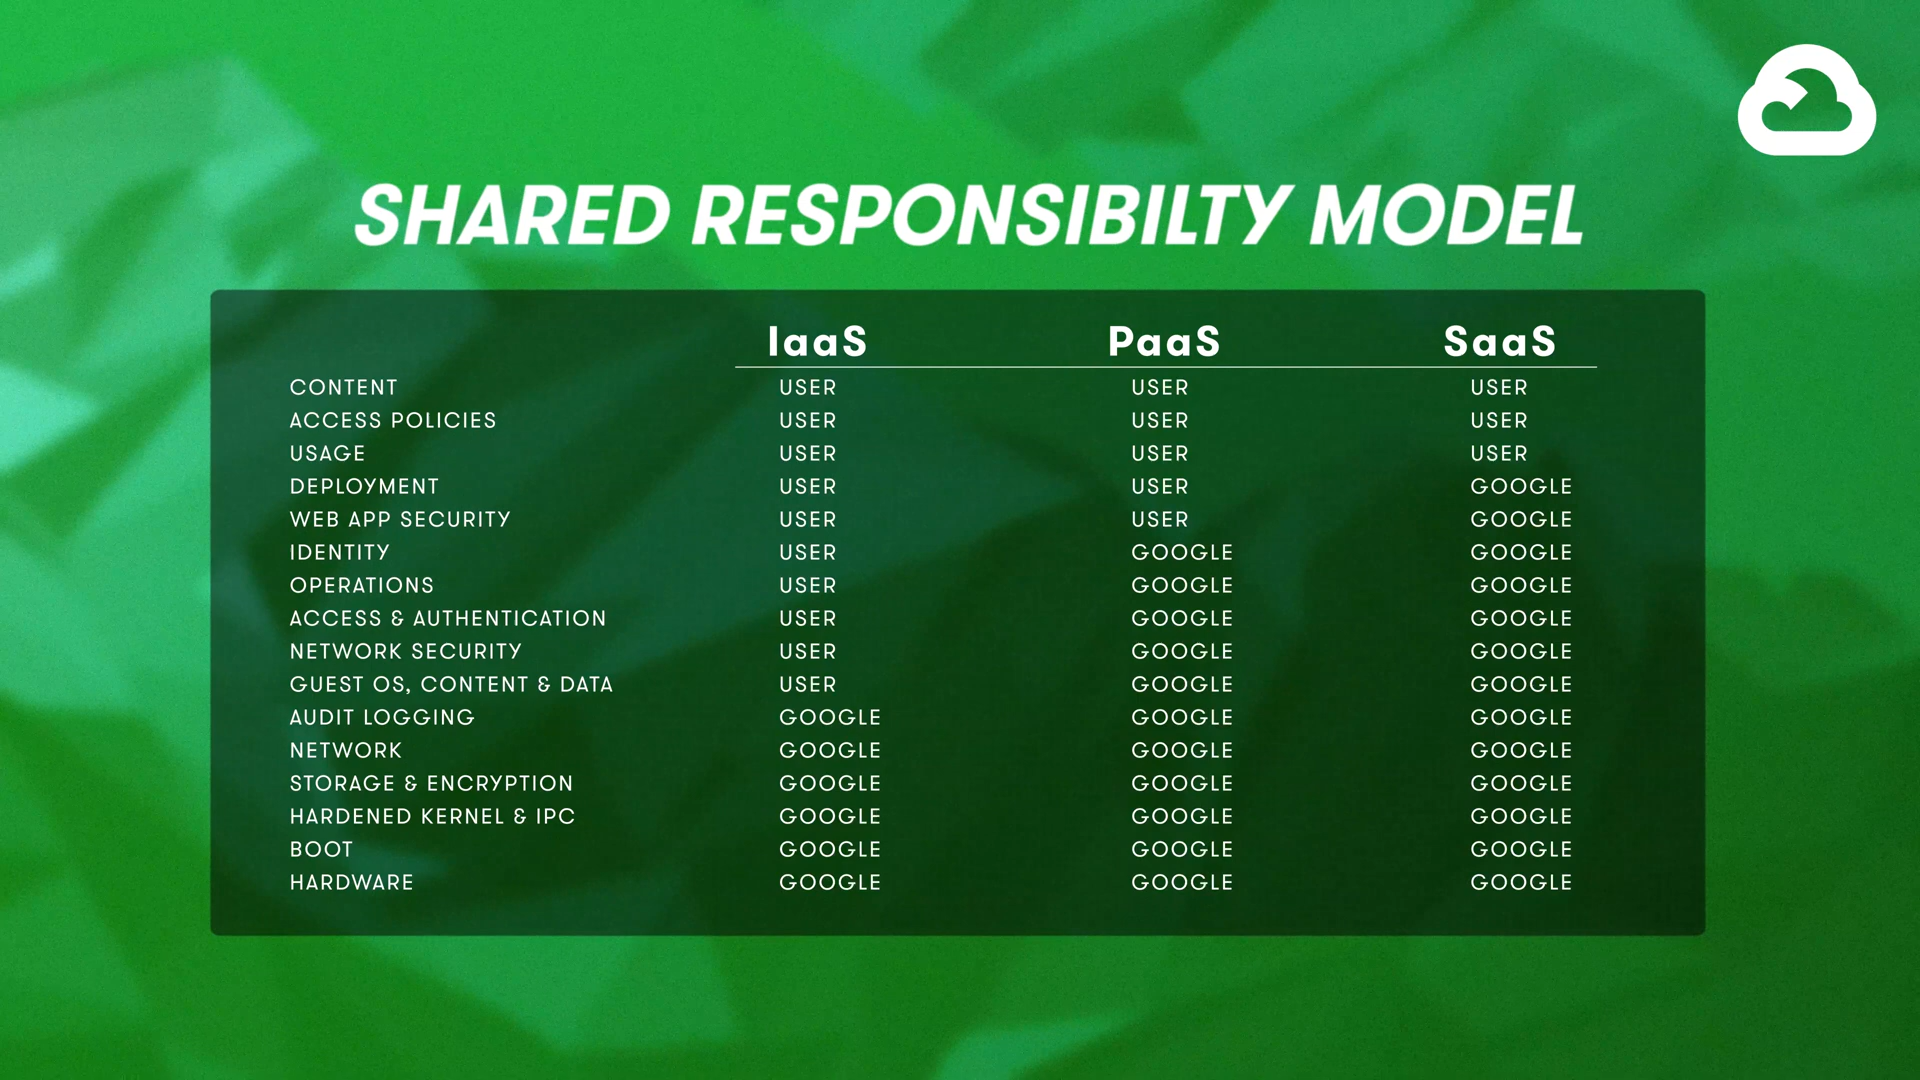 SHARED RESPONSIBILTY MODEL
IaaS PaaS SaaS
CONTENT USER USER USER
ACCESS POLICIES USER USER USER
USAGE USER USER USER
DEPLOYMENT USER USER GOOGLE
WEB APP SECURITY USER USER GOOGLE
IDENTITY USER GOOGLE GOOGLE
OPERATIONS USER GOOGLE GOOGLE
ACCESS & AUTHENTICATION USER GOOGLE GOOGLE
NETWORK SECURITY USER GOOGLE GOOGLE
GUEST OS, CONTENT & DATA USER GOOGLE GOOGLE
AUDIT LOGGING GOOGLE GOOGLE GOOGLE
NETWORK GOOGLE GOOGLE GOOGLE
STORAGE & ENCRYPTION GOOGLE GOOGLE GOOGLE
HARDENED KERNEL & IPC GOOGLE GOOGLE GOOGLE
BOOT GOOGLE GOOGLE GOOGLE
HARDWARE GOOGLE GOOGLE GOOGLE